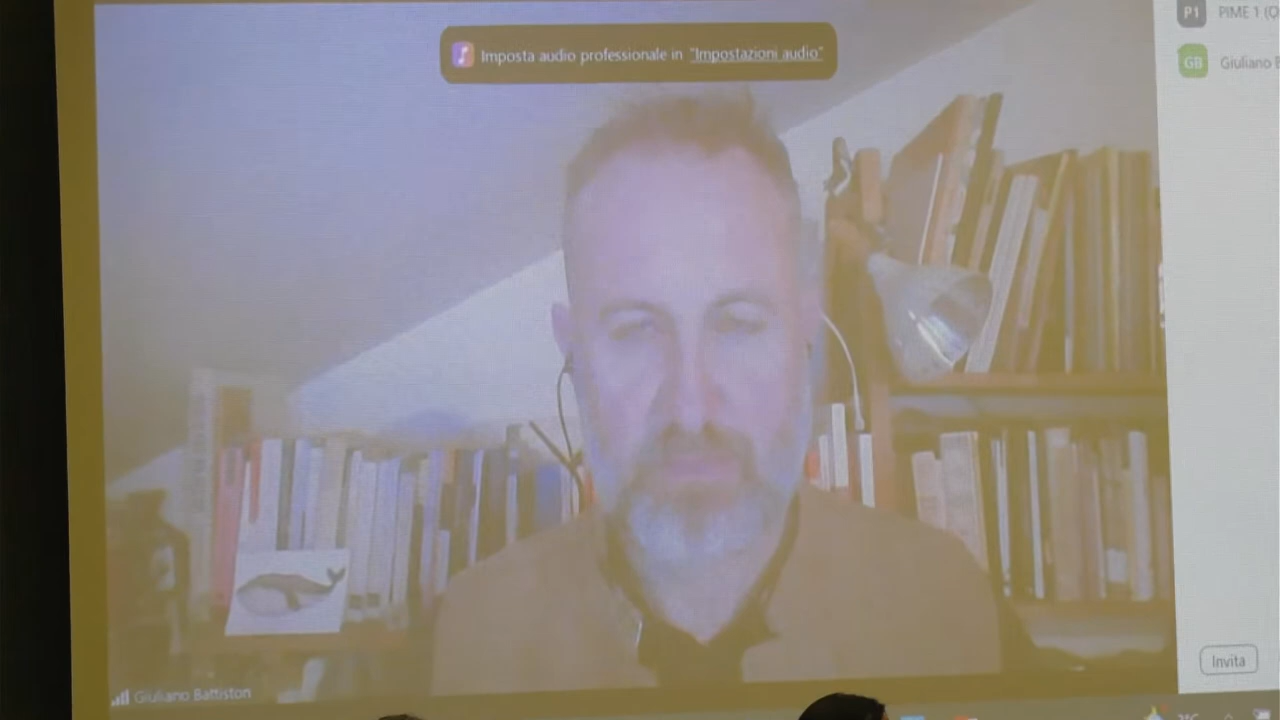 Imposta audio professionale in "Impostazioni audio"
P1 PIME 1
GB Giuliano
Giuliano Battiston
Invita